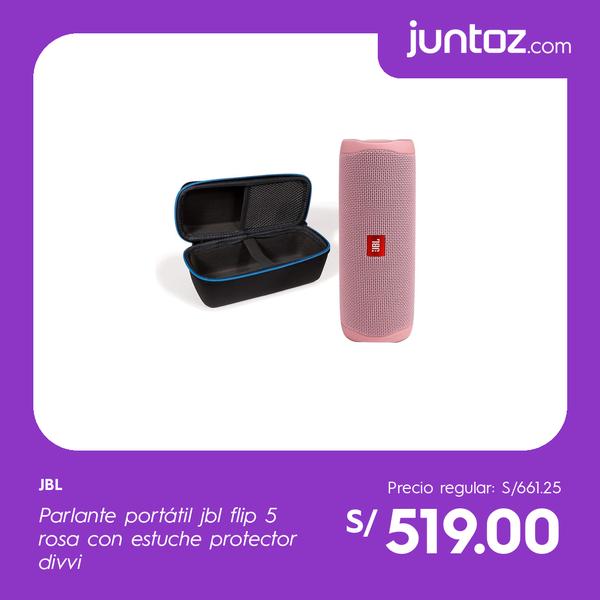 juntoz.com
JBL
JBL
Parlante portátil jbl flip 5
rosa con estuche protector
divvi
Precio regular: S/661.25
S/ 519.00